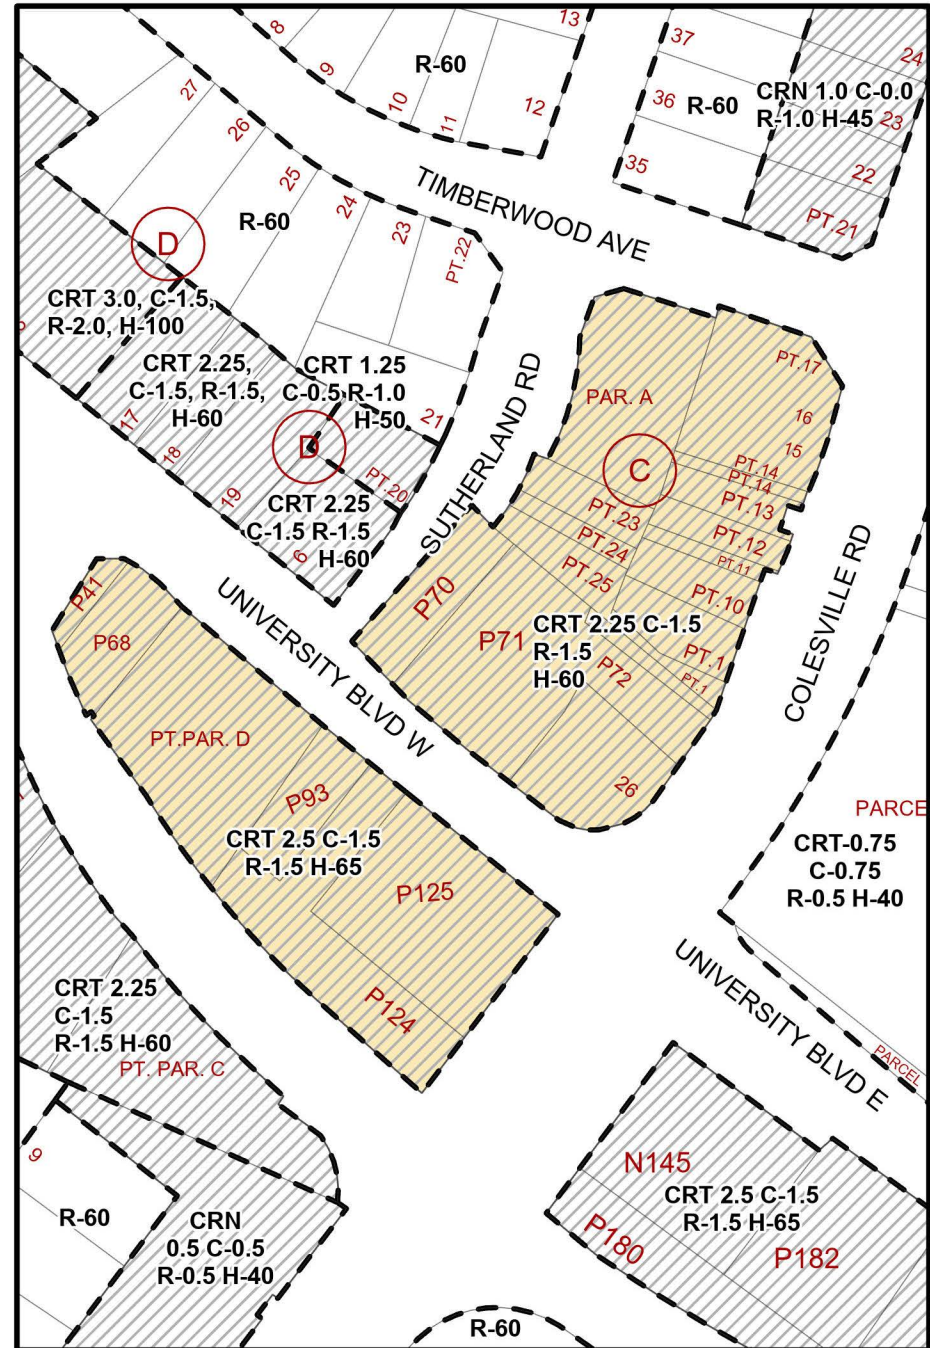 8
9
10
11
12
13
R-60
37
36
35
R-60
24
CRN 1.0 C-0.0
R-1.0 H-45
23
22
PT.21
27
26
25
24
23
PT.22
R-60
TIMBERWOOD AVE
D
CRT 3.0, C-1.5,
R-2.0, H-100
CRT 2.25,
C-1.5, R-1.5,
H-60
CRT 1.25
C-0.5 R-1.0
H-50
21
17
18
19
D
PT.20
CRT 2.25
C-1.5 R-1.5
H-60
6
SUTHERLAND RD
PAR. A
C
PT.17
16
15
PT.14
PT.14
PT.13
PT.12
PT.11
PT.10
PT.1
PT.1
PT.23
PT.24
PT.25
P70
P71
P72
CRT 2.25 C-1.5
R-1.5
H-60
26
COLESVILLE RD
P41
P68
UNIVERSITY BLVD W
PT.PAR. D
P93
CRT 2.5 C-1.5
R-1.5 H-65
P125
P124
PARCE
CRT-0.75
C-0.75
R-0.5 H-40
UNIVERSITY BLVD E
PARCEL
CRT 2.25
C-1.5
R-1.5 H-60
PT. PAR. C
9
R-60
CRN
0.5 C-0.5
R-0.5 H-40
N145
CRT 2.5 C-1.5
R-1.5 H-65
P180
P182
R-60